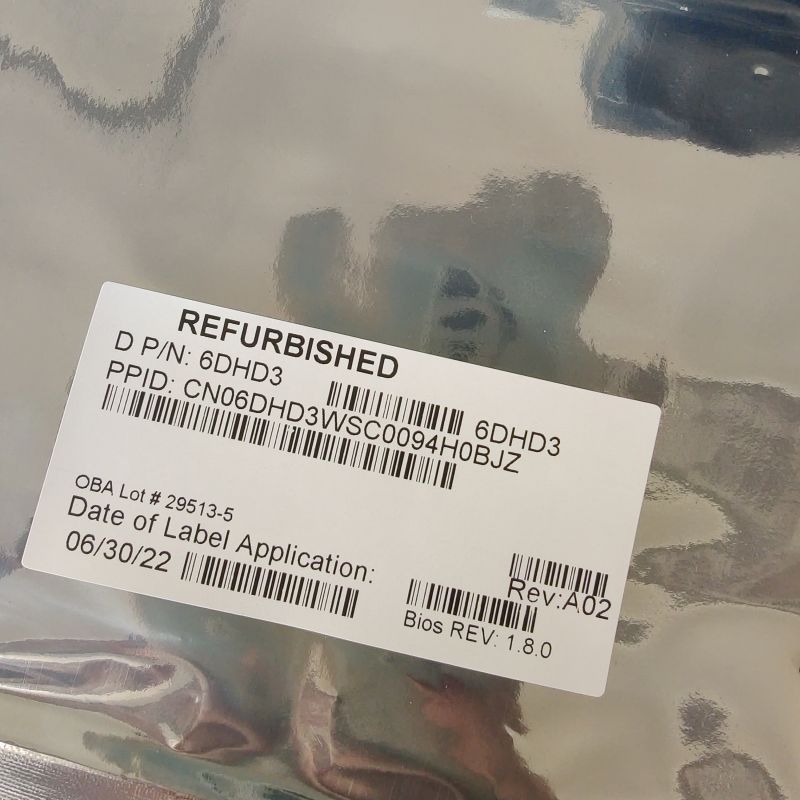 REFURBISHED
D P/N: 6DHD3
6DHD3
PPID: CN06DHD3WSC0094H0BJZ
OBA Lot # 29513-5
Date of Label Application:
06/30/22
Rev:A02
Bios REV: 1.8.0